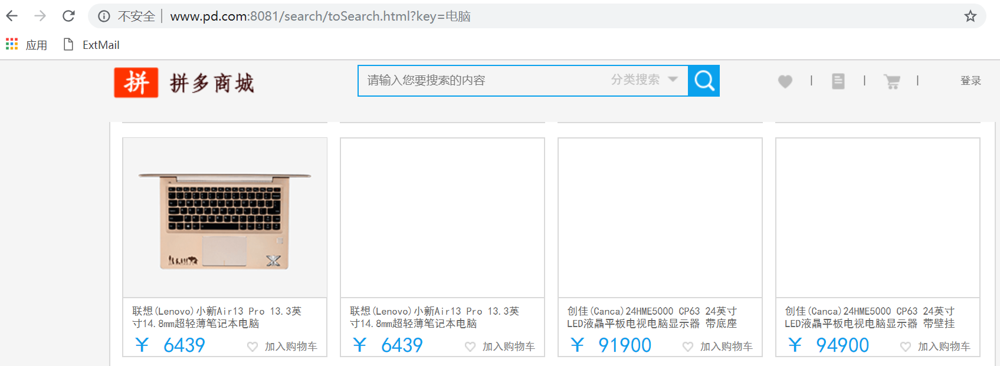 不安全 www.pd.com:8081/search/toSearch.html?key=电脑
应用 ExtMail
拼 拼多商城 请输入您要搜索的内容 分类搜索 | | | 登录
联想(Lenovo)小新Air13 Pro 13.3英
寸14.8mm超轻薄笔记本电脑
¥ 6439 加入购物车
联想(Lenovo)小新Air13 Pro 13.3英
寸14.8mm超轻薄笔记本电脑
¥ 6439 加入购物车
创佳(Canca)24HME5000 CP63 24英寸
LED液晶平板电视电脑显示器 带底座
¥ 91900 加入购物车
创佳(Canca)24HME5000 CP63 24英寸
LED液晶平板电视电脑显示器 带壁挂
¥ 94900 加入购物车